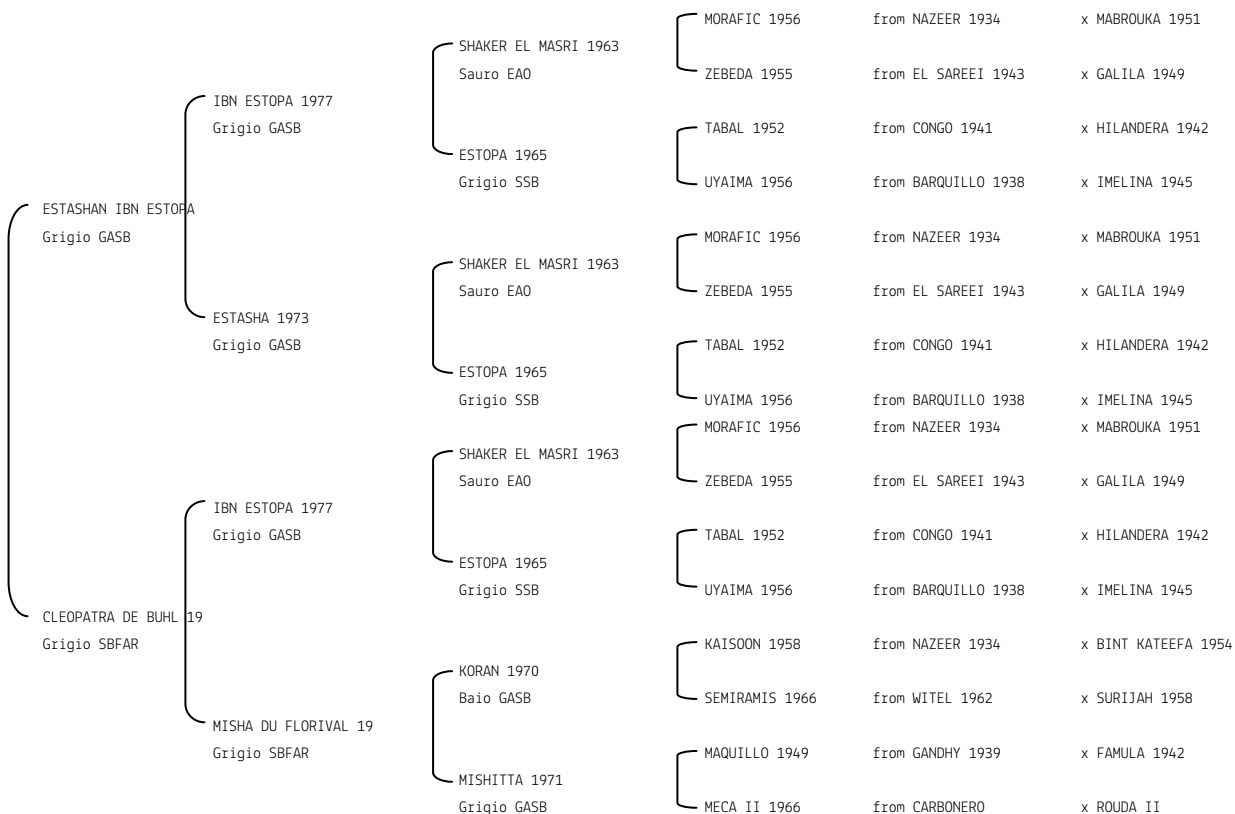 MORAFIC 1956 from NAZEER 1934 x MABROUKA 1951
SHAKER EL MASRI 1963
Sauro EAO
ZEBEDA 1955 from EL SAREEI 1943 x GALILA 1949
IBN ESTOPA 1977
Grigio GASB
TABAL 1952 from CONGO 1941 x HILANDERA 1942
ESTOPA 1965
Grigio SSB
UYAIMA 1956 from BARQUILLO 1938 x IMELINA 1945
ESTASHAN IBN ESTOPA
Grigio GASB
MORAFIC 1956 from NAZEER 1934 x MABROUKA 1951
SHAKER EL MASRI 1963
Sauro EAO
ZEBEDA 1955 from EL SAREEI 1943 x GALILA 1949
ESTASHA 1973
Grigio GASB
TABAL 1952 from CONGO 1941 x HILANDERA 1942
ESTOPA 1965
Grigio SSB
UYAIMA 1956 from BARQUILLO 1938 x IMELINA 1945
MORAFIC 1956 from NAZEER 1934 x MABROUKA 1951
SHAKER EL MASRI 1963
Sauro EAO
ZEBEDA 1955 from EL SAREEI 1943 x GALILA 1949
IBN ESTOPA 1977
Grigio GASB
TABAL 1952 from CONGO 1941 x HILANDERA 1942
ESTOPA 1965
Grigio SSB
UYAIMA 1956 from BARQUILLO 1938 x IMELINA 1945
CLEOPATRA DE BUHL 19
Grigio SBFAR
KAISOON 1958 from NAZEER 1934 x BINT KATEEFA 1954
KORAN 1970
Baio GASB
SEMIRAMIS 1966 from WITEL 1962 x SURIJAH 1958
MISHA DU FLORIVAL 19
Grigio SBFAR
MAQUILLO 1949 from GANDHY 1939 x FAMULA 1942
MISHITTA 1971
Grigio GASB
MECA II 1966 from CARBONERO x ROUDA II